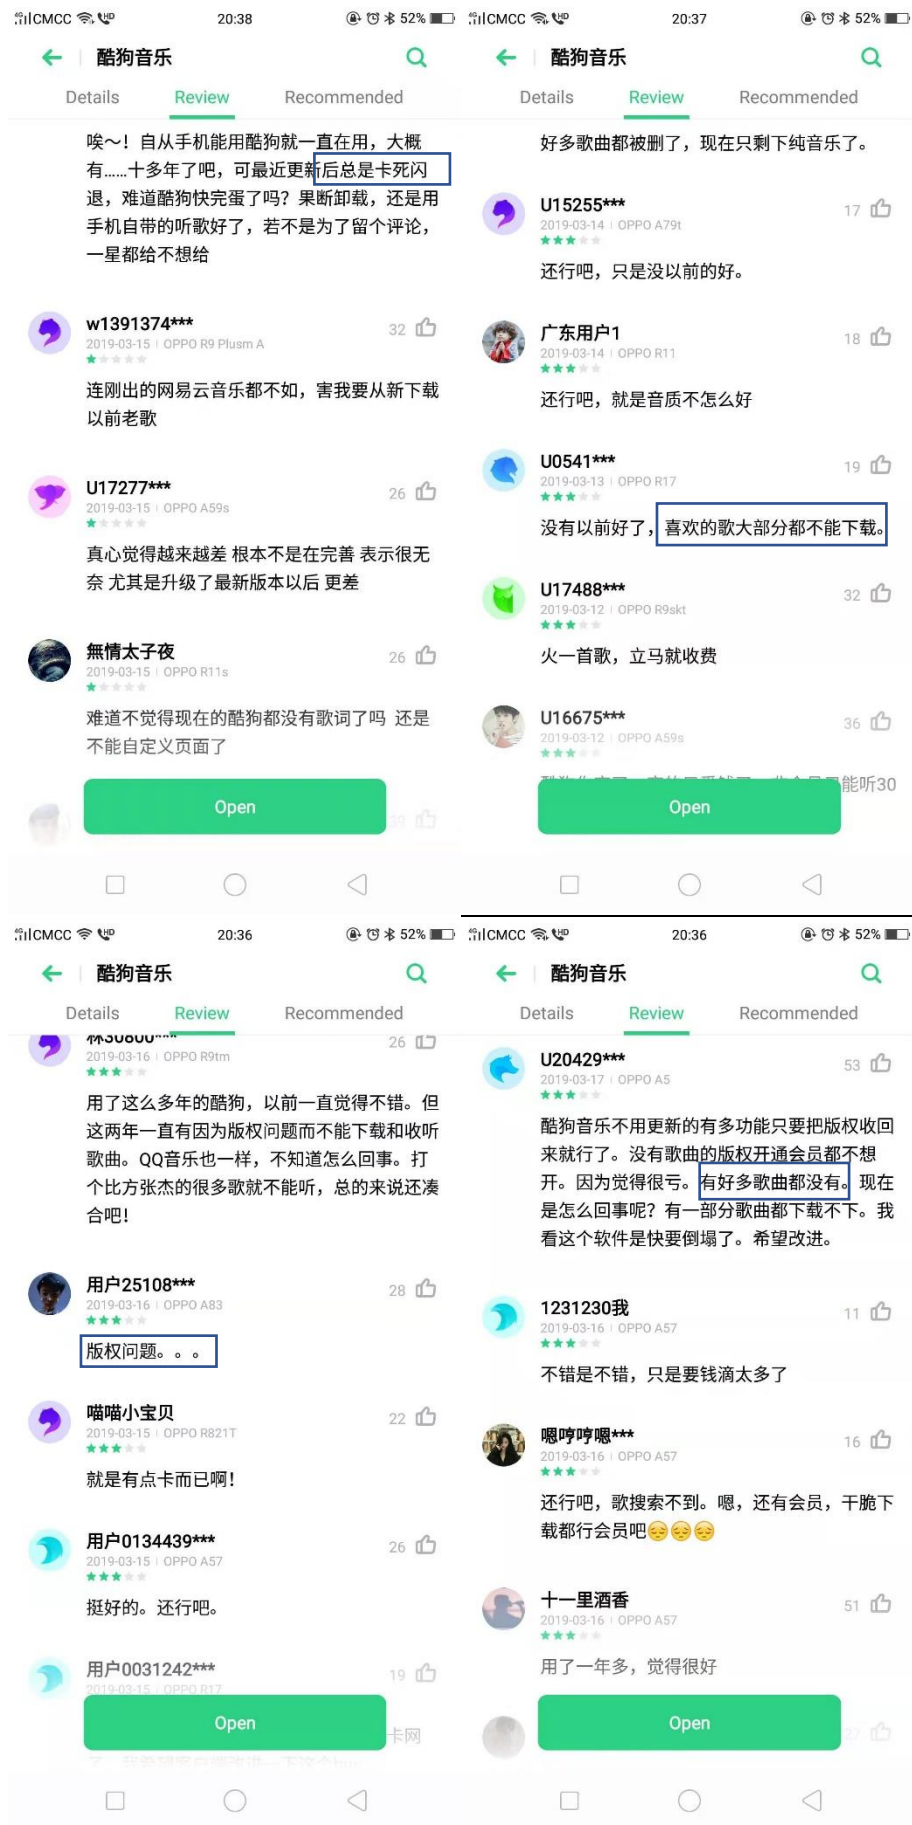 CMCC
20:38
52%
酷狗音乐
Details Review Recommended
唉～！自从手机能用酷狗就一直在用，大概
有......十多年了吧，可最近更新后总是卡死闪
退，难道酷狗快完蛋了吗？果断卸载，还是用
手机自带的听歌好了，若不是为了留个评论，
一星都给不想给
w1391374***
32
2019-03-15 | OPPO R9 Plusm A
连刚出的网易云音乐都不如，害我要从新下载
以前老歌
U17277***
26
2019-03-15 | OPPO A59s
真心觉得越来越差 根本不是在完善 表示很无
奈 尤其是升级了最新版本以后 更差
無情太子夜
26
2019-03-15 | OPPO R11s
难道不觉得现在的酷狗都没有歌词了吗 还是
不能自定义页面了
Open
CMCC
20:37
52%
酷狗音乐
Details Review Recommended
好多歌曲都被删了，现在只剩下纯音乐了。
U15255***
17
2019-03-14 | OPPO A79t
还行吧，只是没以前的好。
广东用户1
18
2019-03-14 | OPPO R11
还行吧，就是音质不怎么好
U0541***
19
2019-03-13 | OPPO R17
没有以前好了，喜欢的歌大部分都不能下载。
U17488***
32
2019-03-12 | OPPO R9skt
火一首歌，立马就收费
U16675***
36
2019-03-12 | OPPO A59s
能听30
Open
CMCC
20:36
52%
酷狗音乐
Details Review Recommended
林30800***
26
2019-03-16 | OPPO R9tm
用了这么多年的酷狗，以前一直觉得不错。但
这两年一直有因为版权问题而不能下载和收听
歌曲。QQ音乐也一样，不知道怎么回事。打
个比方张杰的很多歌就不能听，总的来说还凑
合吧！
用户25108***
28
2019-03-16 | OPPO A83
版权问题。。。
喵喵小宝贝
22
2019-03-15 | OPPO R821T
就是有点卡而已啊！
用户0134439***
26
2019-03-15 | OPPO A57
挺好的。还行吧。
用户0031242***
19
2019-03-15 | OPPO R17
Open
卡网
CMCC
20:36
52%
酷狗音乐
Details Review Recommended
U20429***
53
2019-03-17 | OPPO A5
酷狗音乐不用更新的有多功能只要把版权收回
来就行了。没有歌曲的版权开通会员都不想
开。因为觉得很亏。有好多歌曲都没有。现在
是怎么回事呢？有一部分歌曲都下载不下。我
看这个软件是快要倒塌了。希望改进。
1231230我
11
2019-03-16 | OPPO A57
不错是不错，只是要钱滴太多了
嗯哼哼嗯***
16
2019-03-16 | OPPO A57
还行吧，歌搜索不到。嗯，还有会员，干脆下
载都行会员吧😔😔😔
十一里酒香
51
2019-03-16 | OPPO A57
用了一年多，觉得很好
Open